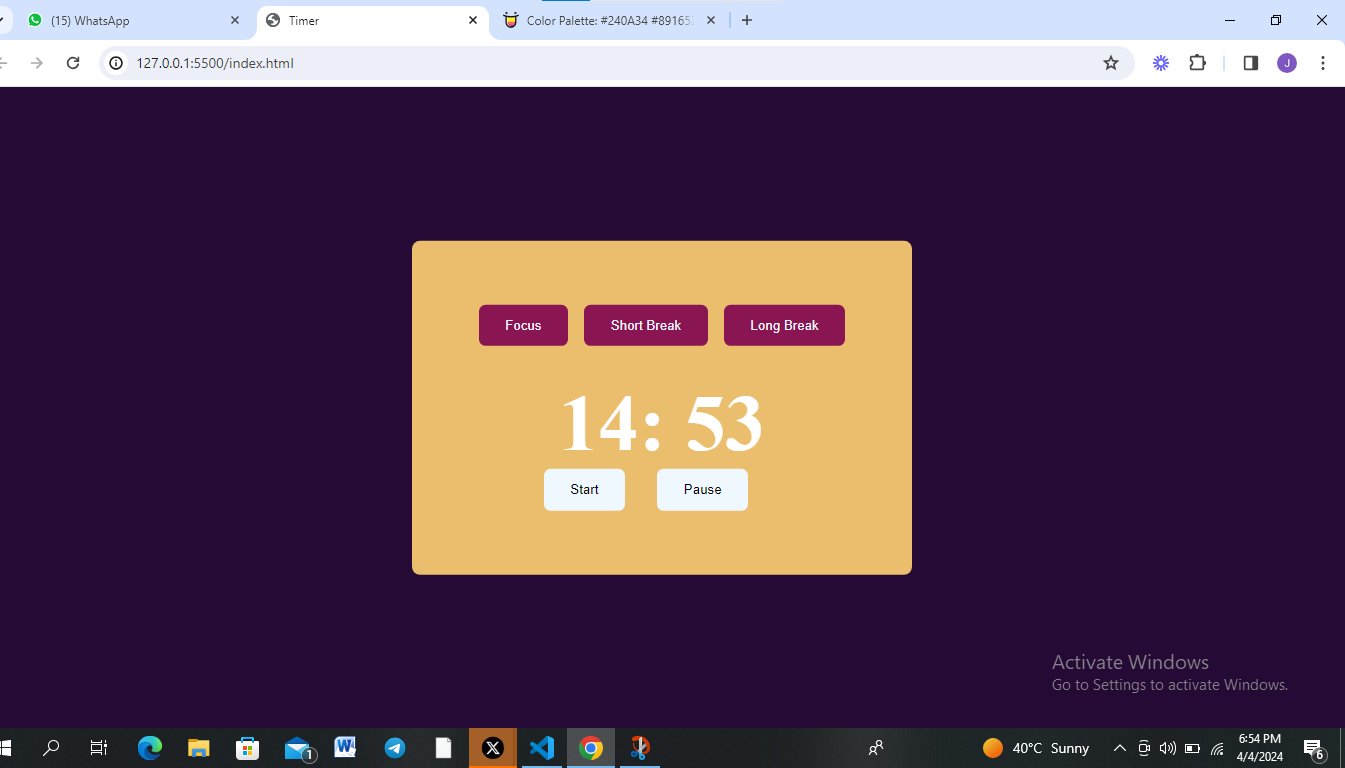 (15) WhatsApp
Timer
Color Palette: #240A34 #89165
127.0.0.1:5500/index.html
J
Focus
Short Break
Long Break
14: 53
Start
Pause
Activate Windows
Go to Settings to activate Windows.
1
W
X
40°C Sunny
6:54 PM
4/4/2024
6